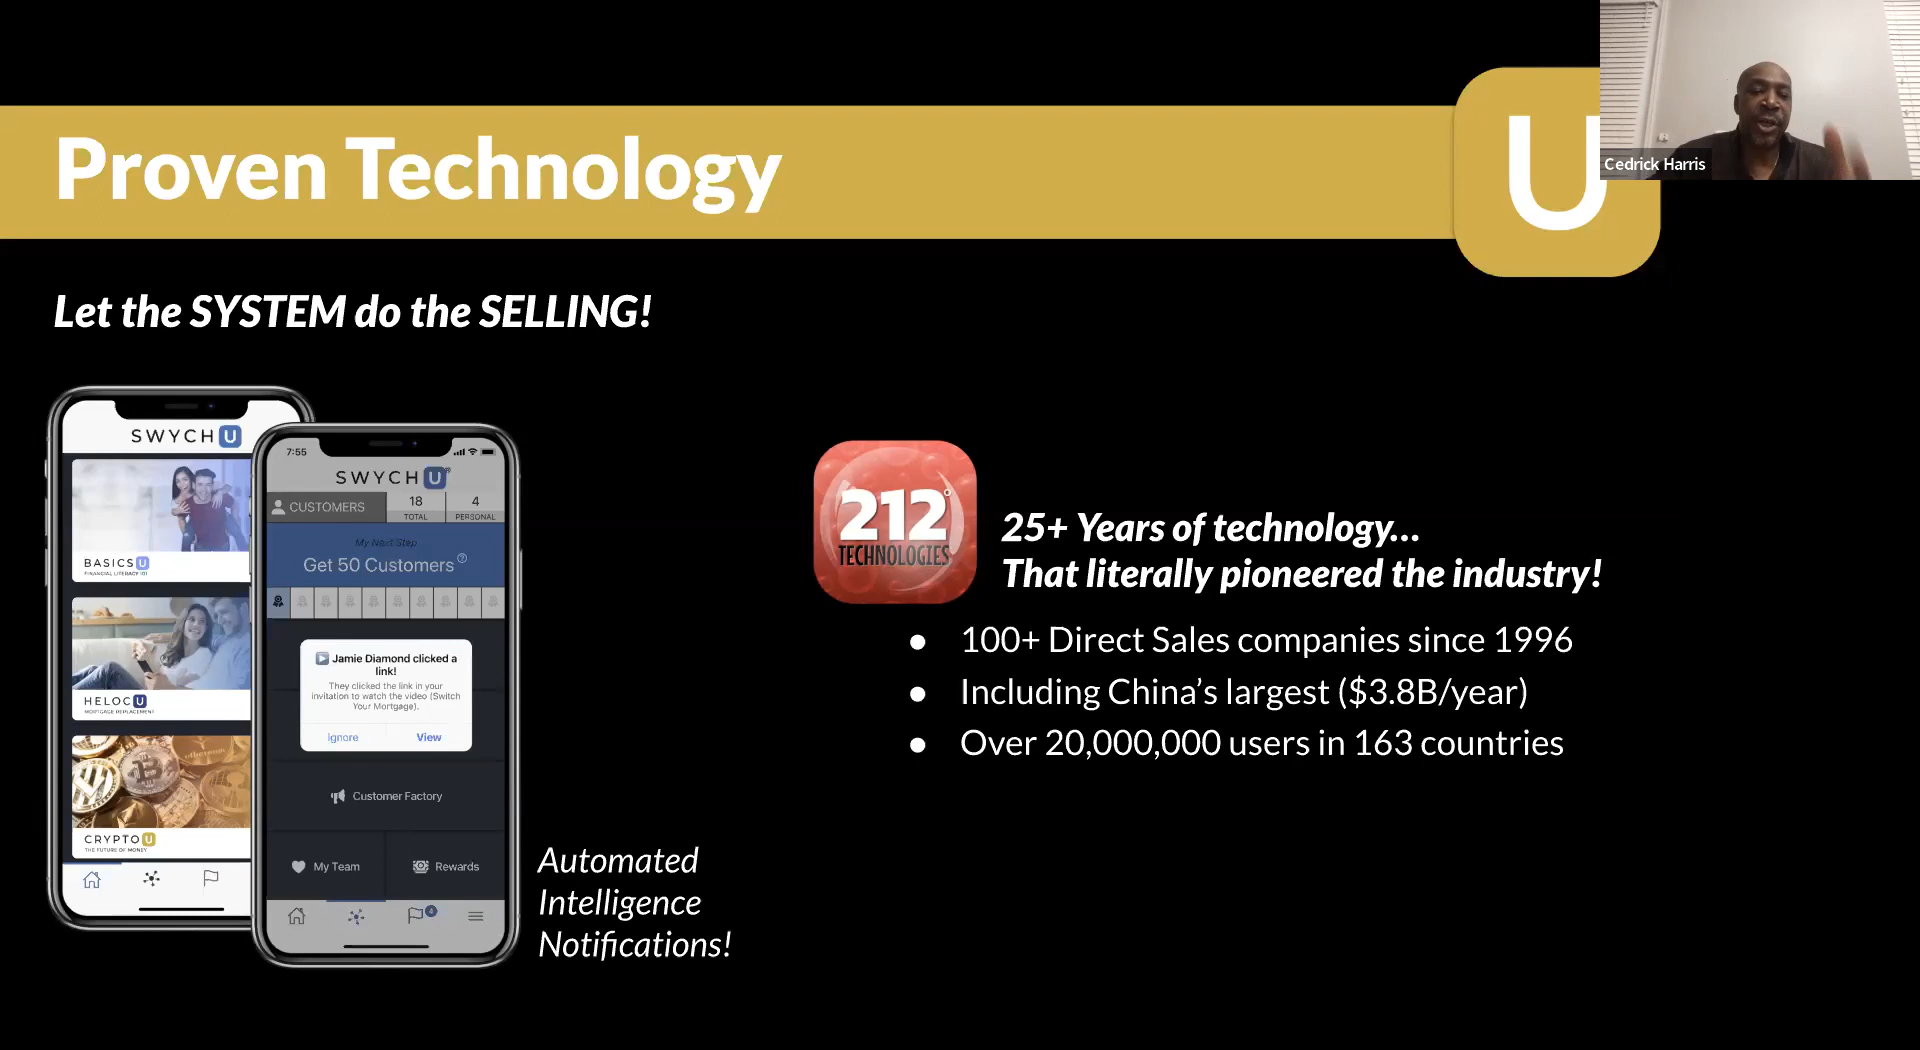 Proven Technology
U
Cedrick Harris
Let the SYSTEM do the SELLING!
SWYCH U
BASICS U
FINANCIAL LITERACY 101
HELOC U
MORTGAGE REPLACEMENT
CRYPTO U
THE FUTURE OF MONEY
7:55
SWYCH U
CUSTOMERS
18
TOTAL
4
PERSONAL
My Next Step
Get 50 Customers
Jamie Diamond clicked a
link!
They clicked the link in your
invitation to watch the video (Switch
Your Mortgage).
Ignore
View
Customer Factory
My Team
Rewards
Automated
Intelligence
Notifications!
212°
TECHNOLOGIES
25+ Years of technology...
That literally pioneered the industry!
● 100+ Direct Sales companies since 1996
● Including China's largest ($3.8B/year)
● Over 20,000,000 users in 163 countries